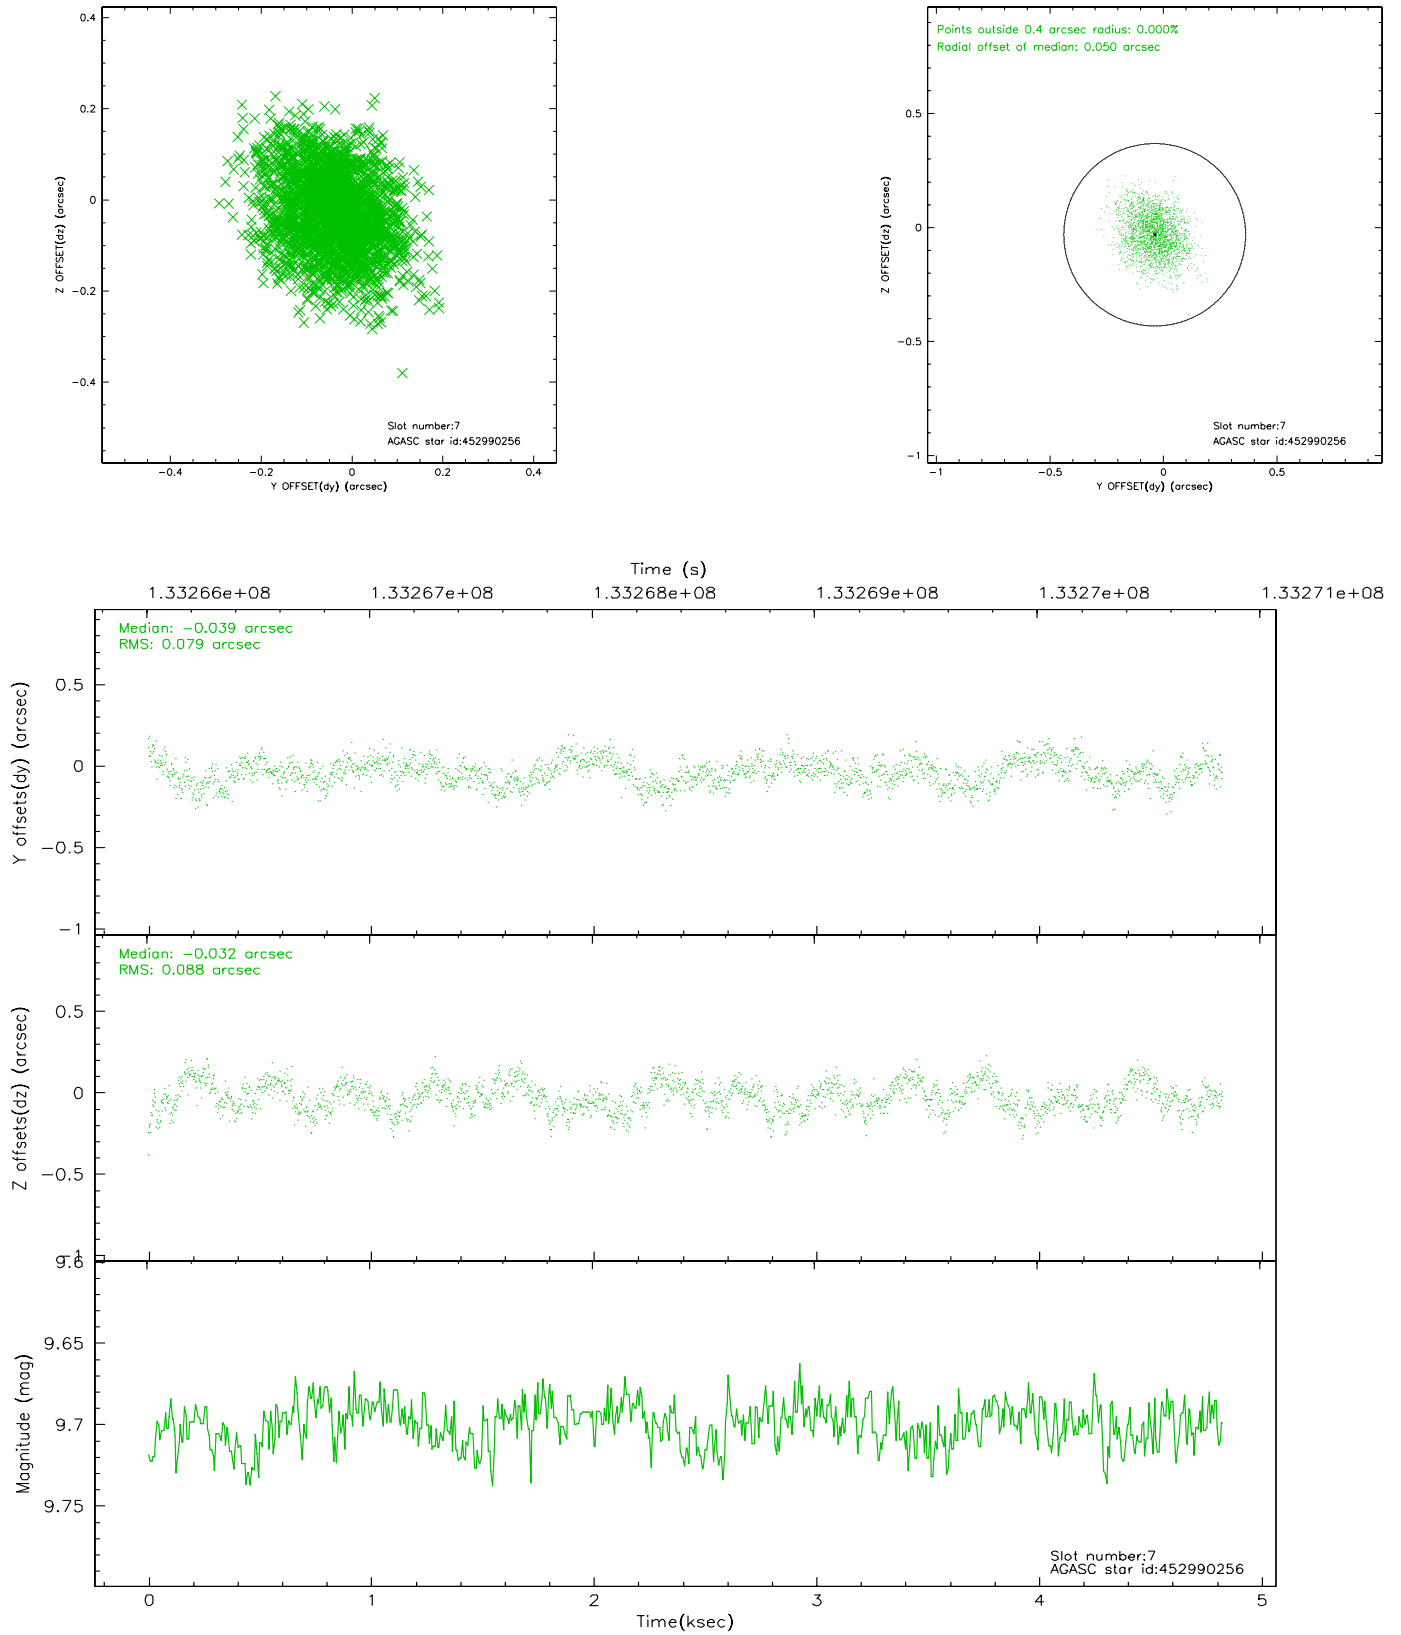 0.4
0.2
0
−0.2
−0.4
Z OFFSET(dz) (arcsec)
Slot number:7
AGASC star id:452990256
−0.4
−0.2
0
0.2
0.4
Y OFFSET(dy) (arcsec)
Points outside 0.4 arcsec radius: 0.000%
Radial offset of median: 0.050 arcsec
0.5
0
−0.5
−1
Z OFFSET(dz) (arcsec)
Slot number:7
AGASC star id:452990256
−1
−0.5
0
0.5
Y OFFSET(dy) (arcsec)
Time (s)
1.33266e+08
1.33267e+08
1.33268e+08
1.33269e+08
1.3327e+08
1.33271e+08
Median: −0.039 arcsec
RMS: 0.079 arcsec
0.5
0
−0.5
−1
Y offsets(dy) (arcsec)
Median: −0.032 arcsec
RMS: 0.088 arcsec
0.5
0
−0.5
−1
Z offsets(dz) (arcsec)
9.6
9.65
9.7
9.75
Magnitude (mag)
Slot number:7
AGASC star id:452990256
0
1
2
3
4
5
Time(ksec)